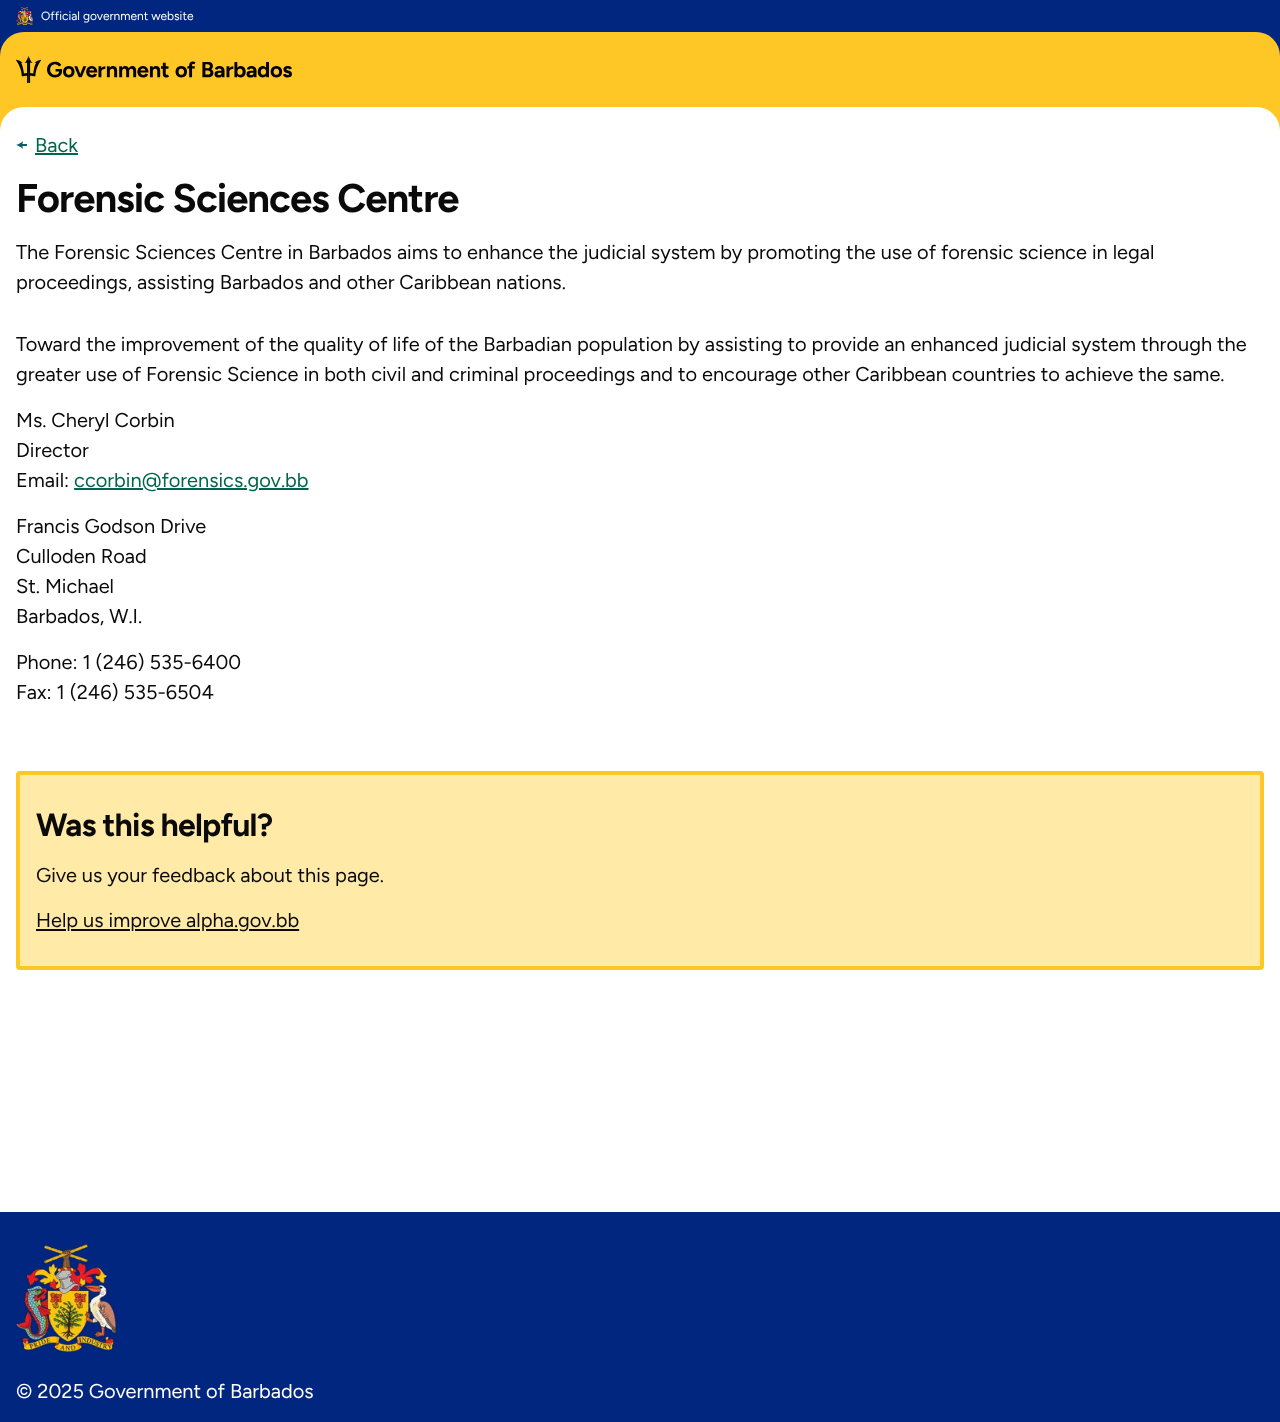 Official government website
Government of Barbados
Back
Forensic Sciences Centre
The Forensic Sciences Centre in Barbados aims to enhance the judicial system by promoting the use of forensic science in legal
proceedings, assisting Barbados and other Caribbean nations.
Toward the improvement of the quality of life of the Barbadian population by assisting to provide an enhanced judicial system through the
greater use of Forensic Science in both civil and criminal proceedings and to encourage other Caribbean countries to achieve the same.
Ms. Cheryl Corbin
Director
Email: ccorbin@forensics.gov.bb
Francis Godson Drive
Culloden Road
St. Michael
Barbados, W.I.
Phone: 1 (246) 535-6400
Fax: 1 (246) 535-6504
Was this helpful?
Give us your feedback about this page.
Help us improve alpha.gov.bb
PRIDE AND INDUSTRY
© 2025 Government of Barbados